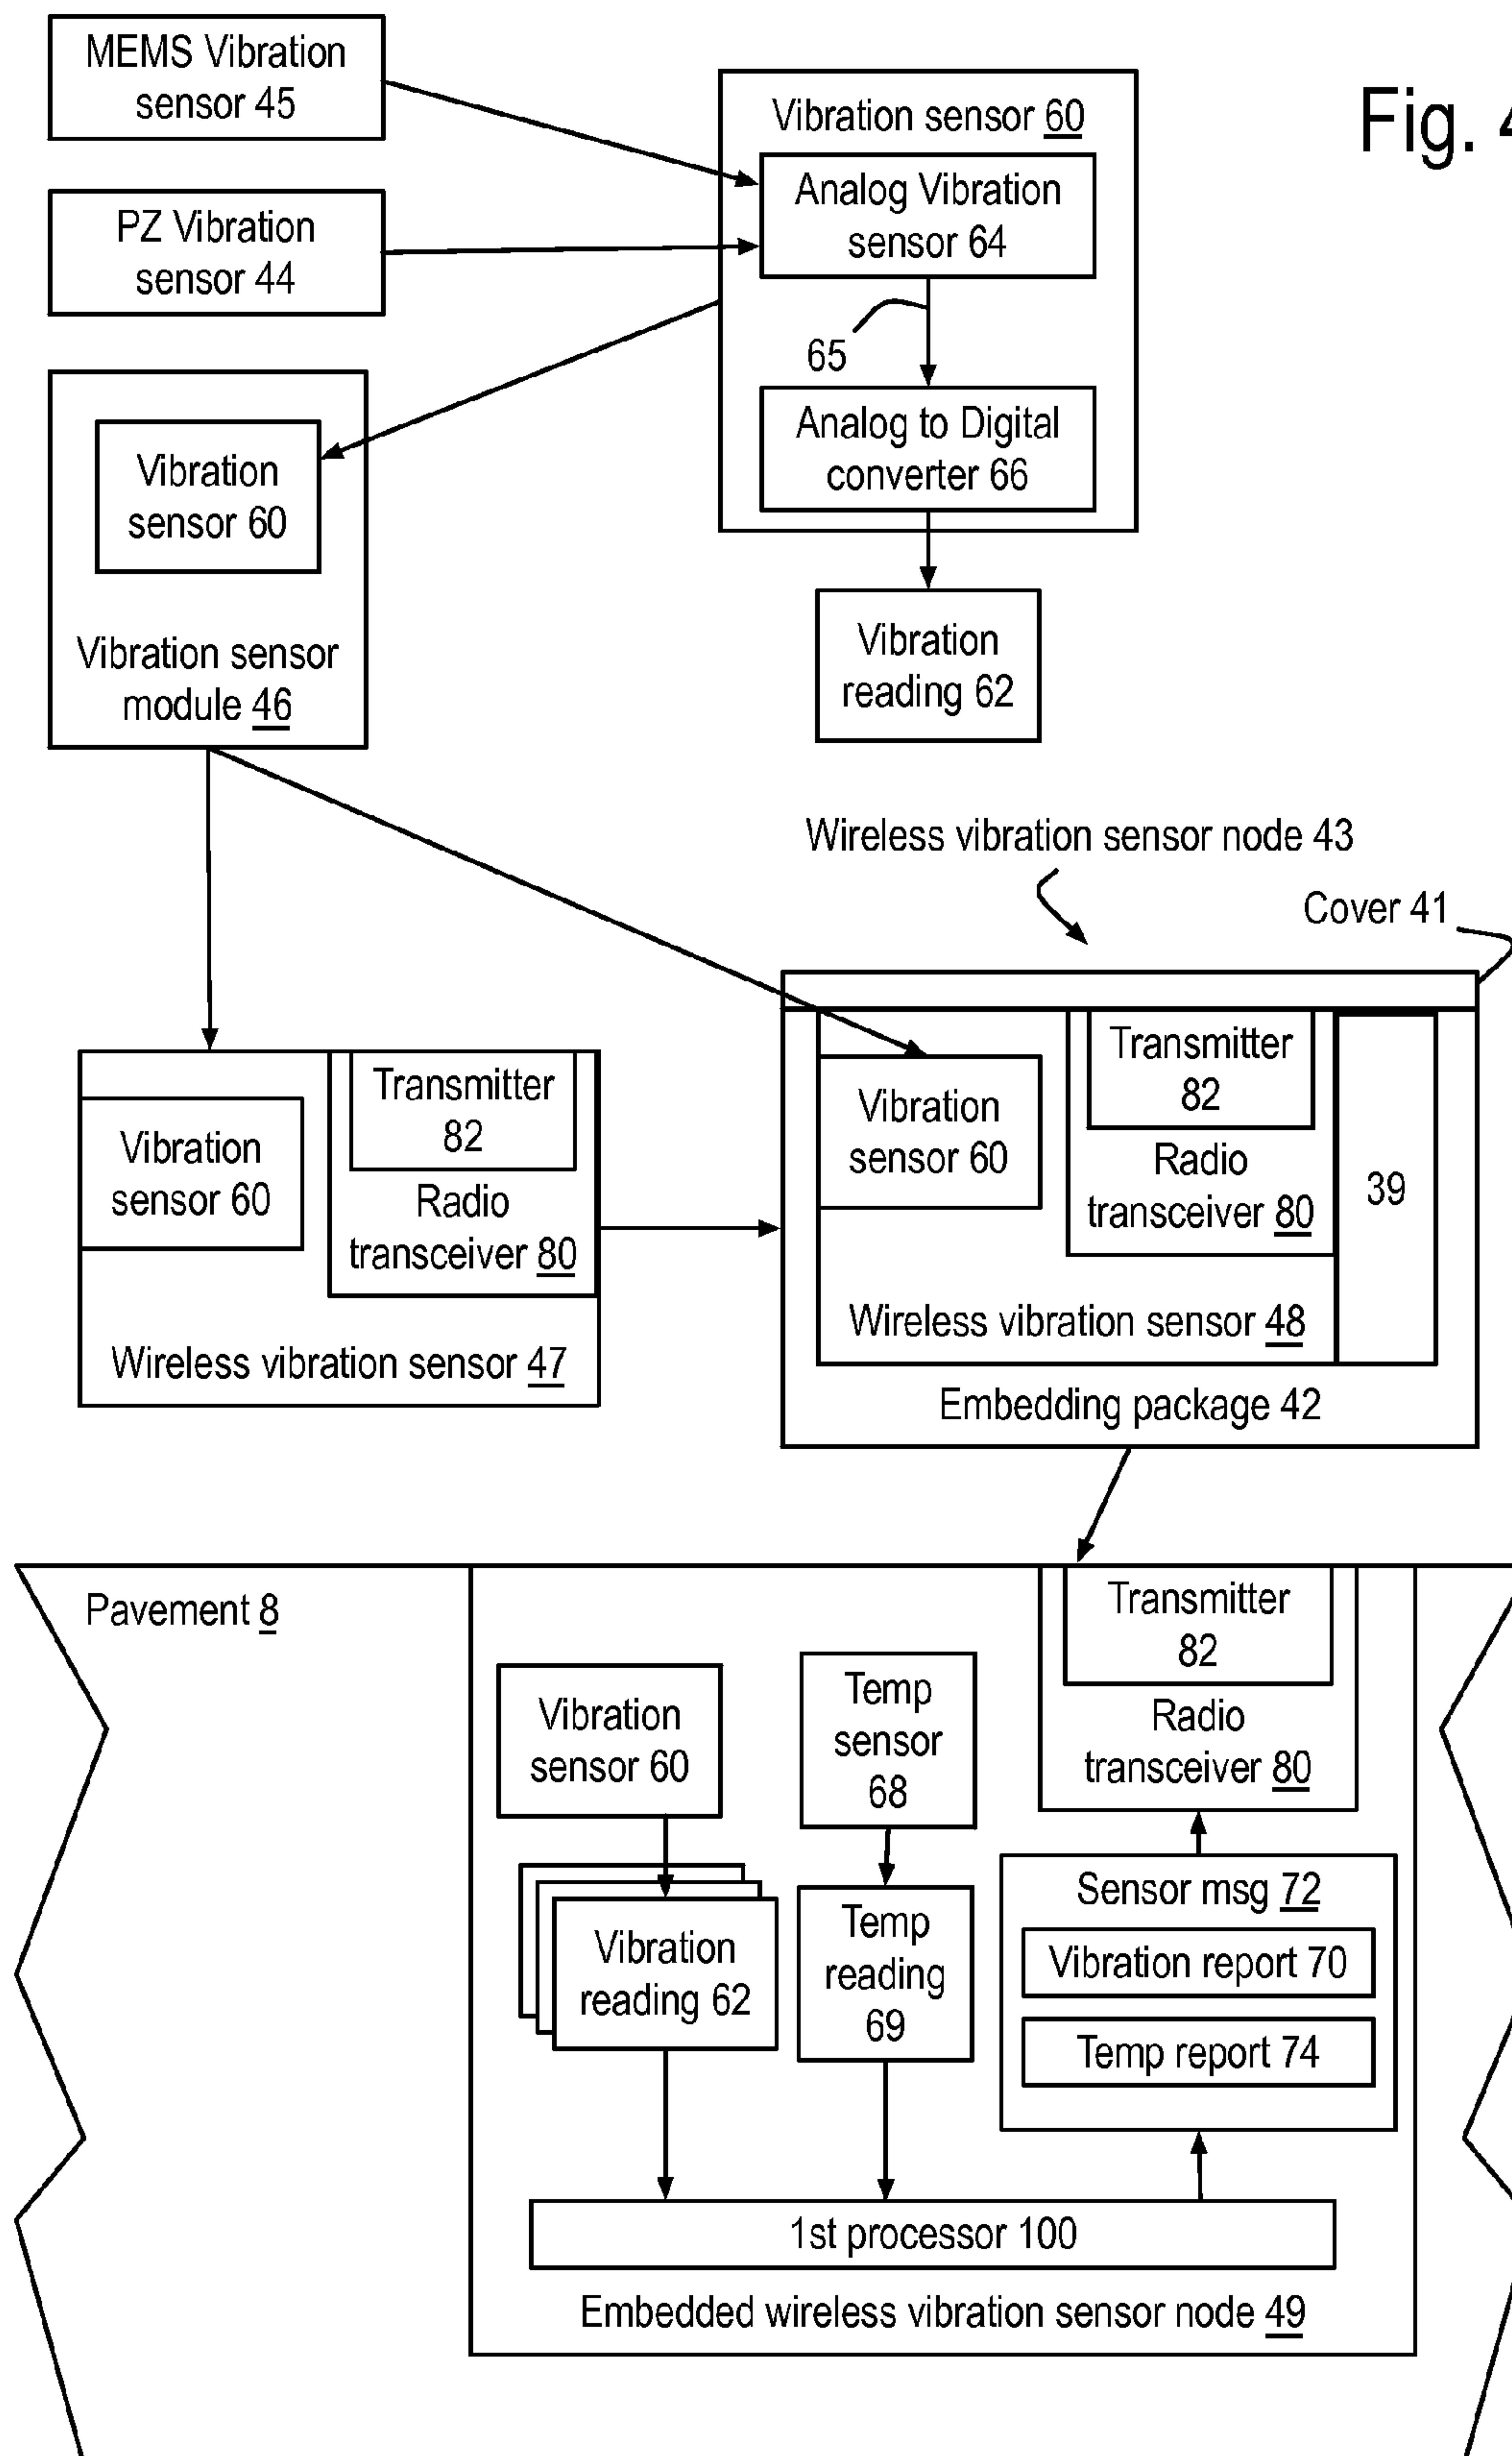 MEMS Vibration
sensor 45
Fig. 4
Vibration sensor 60
Analog Vibration
sensor 64
PZ Vibration
sensor 44
65
Analog to Digital
converter 66
Vibration
sensor 60
Vibration sensor
module 46
Vibration
reading 62
Wireless vibration sensor node 43
Cover 41
Transmitter
82
Vibration
sensor 60
Radio
transceiver 80
Wireless vibration sensor 47
Transmitter
82
Vibration
sensor 60
Radio
transceiver 80
39
Wireless vibration sensor 48
Embedding package 42
Pavement 8
Transmitter
82
Radio
transceiver 80
Vibration
sensor 60
Temp
sensor
68
Vibration
reading 62
Temp
reading
69
Sensor msg 72
Vibration report 70
Temp report 74
1st processor 100
Embedded wireless vibration sensor node 49